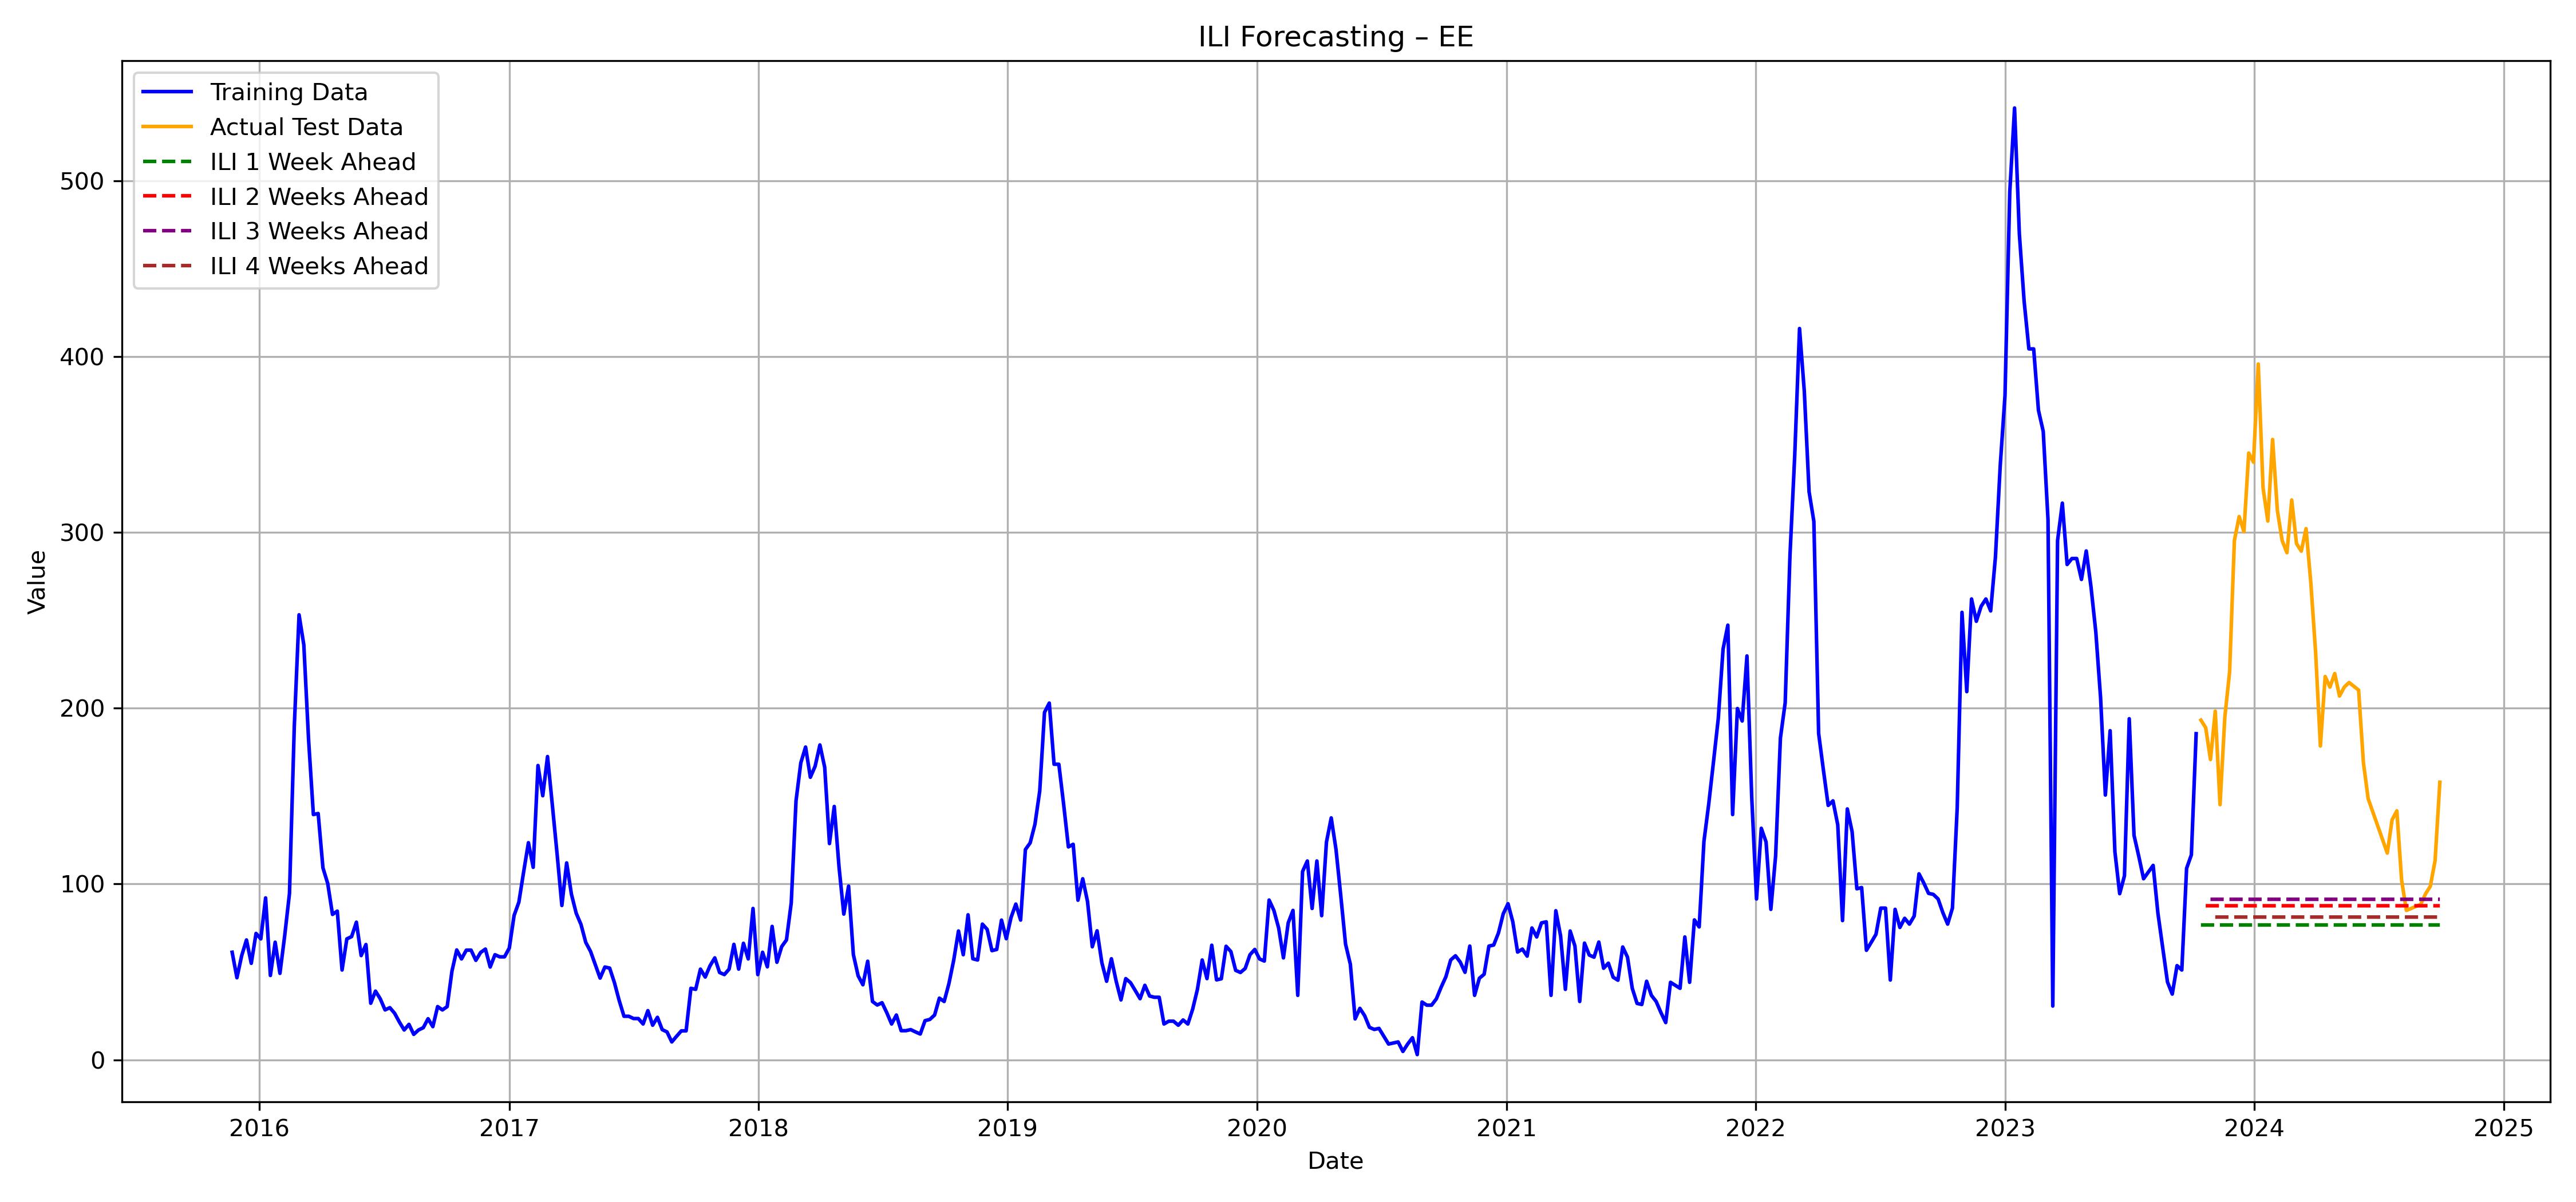 ILI Forecasting – EE
Training Data
Actual Test Data
ILI 1 Week Ahead
ILI 2 Weeks Ahead
ILI 3 Weeks Ahead
ILI 4 Weeks Ahead
Value
500
400
300
200
100
0
2016 2017 2018 2019 2020 2021 2022 2023 2024 2025
Date